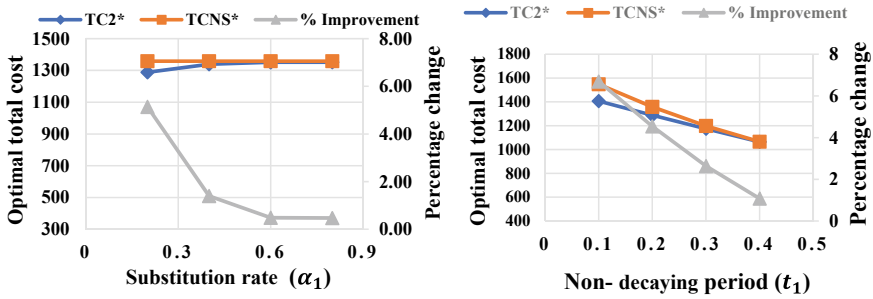 TC2* TCNS* % Improvement
1500
1300
1100
900
700
500
300
8.00
6.00
4.00
2.00
0.00
0 0.3 0.6 0.9
Optimal total cost
Percentage change
Substitution rate (α₁)
TC2* TCNS* % Improvement
1800
1600
1400
1200
1000
800
600
400
8
6
4
2
0
0 0.1 0.2 0.3 0.4 0.5
Optimal total cost
Percentage change
Non- decaying period (t₁)